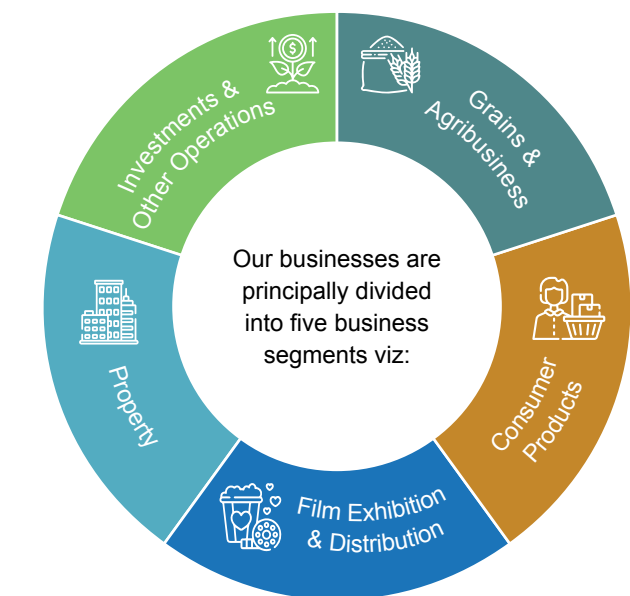 Our businesses are
principally divided
into five business
segments viz:
Grains &
Agribusiness
Consumer
Products
Film Exhibition
& Distribution
Property
Investments &
Other Operations
$